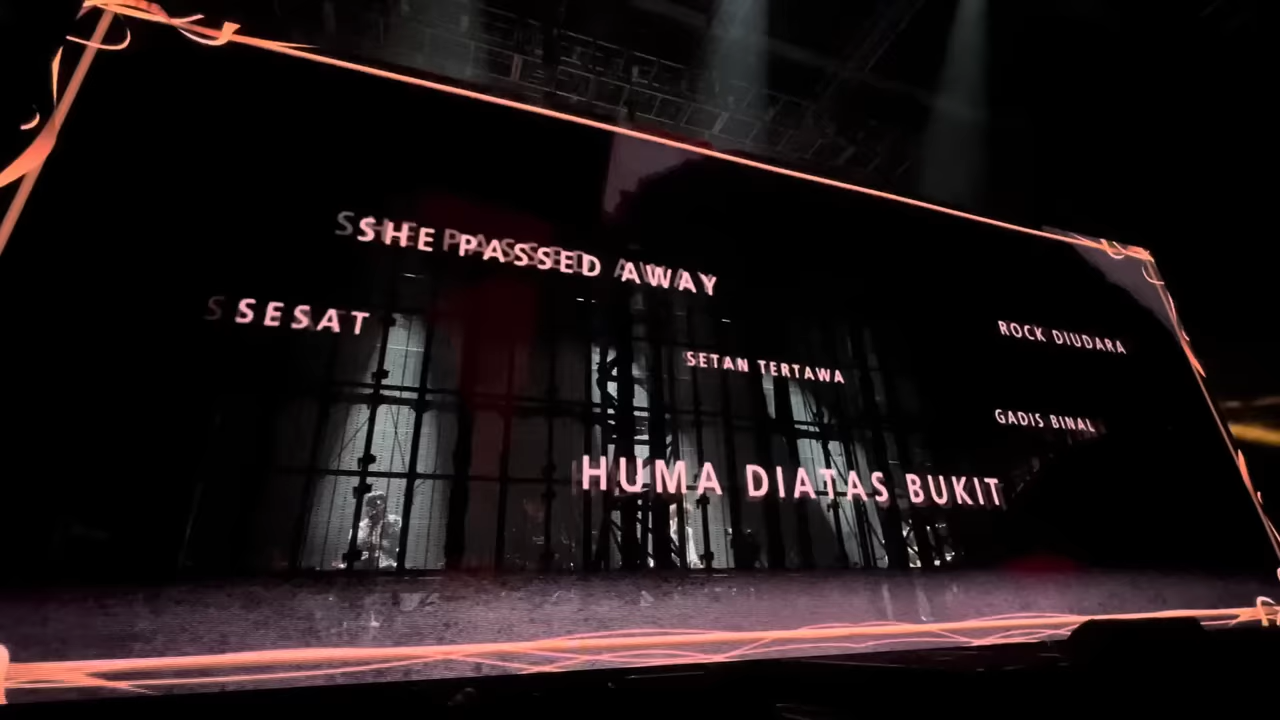 SHE PASSED AWAY
SESAT
SETAN TERTAWA
ROCK DIUDARA
GADIS BINAL
HUMA DIATAS BUKIT